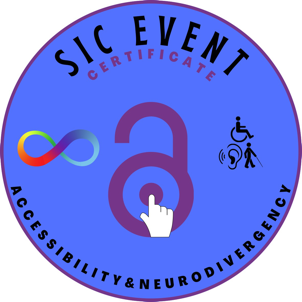 SIC EVENT
CERTIFICATE
ACCESSIBILITY&NEURODIVERGENCY